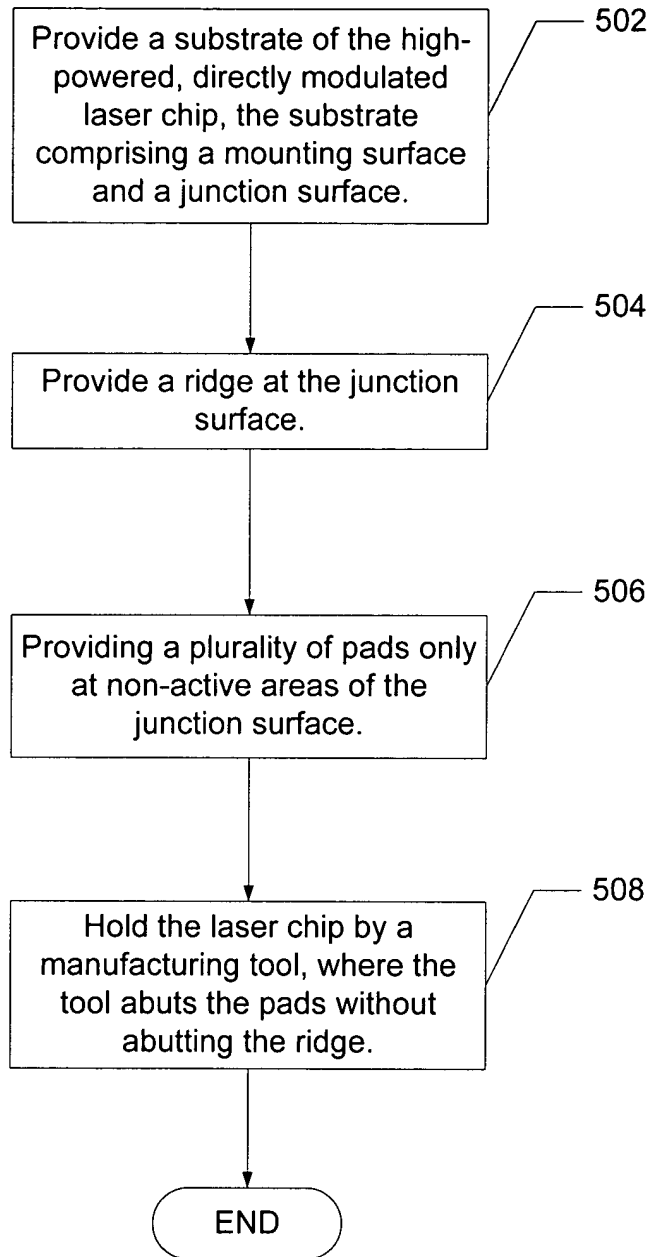 Provide a substrate of the high-
powered, directly modulated
laser chip, the substrate
comprising a mounting surface
and a junction surface.
502
Provide a ridge at the junction
surface.
504
Providing a plurality of pads only
at non-active areas of the
junction surface.
506
Hold the laser chip by a
manufacturing tool, where the
tool abuts the pads without
abutting the ridge.
508
END